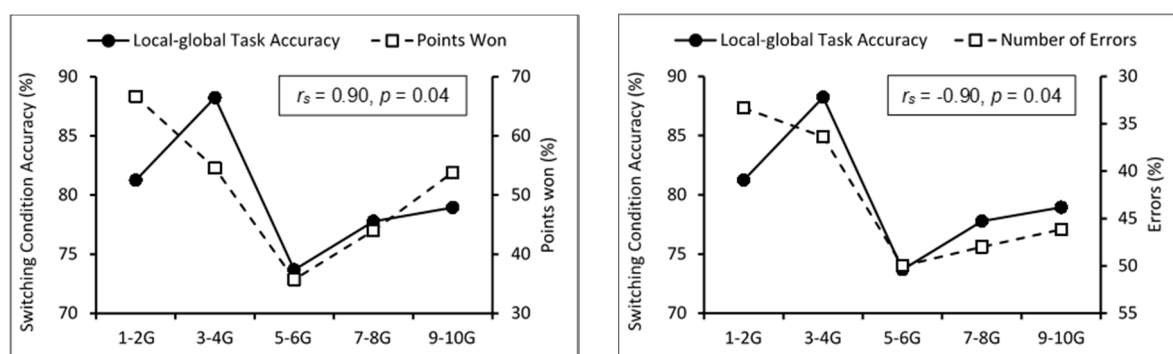 Local-global Task Accuracy
Points Won
Switching Condition Accuracy (%)
90
85
80
75
70
rs = 0.90, p = 0.04
70
60
50
40
30
Points won (%)
1-2G 3-4G 5-6G 7-8G 9-10G
Local-global Task Accuracy
Number of Errors
Switching Condition Accuracy (%)
90
85
80
75
70
rs = -0.90, p = 0.04
30
35
40
45
50
55
Errors (%)
1-2G 3-4G 5-6G 7-8G 9-10G